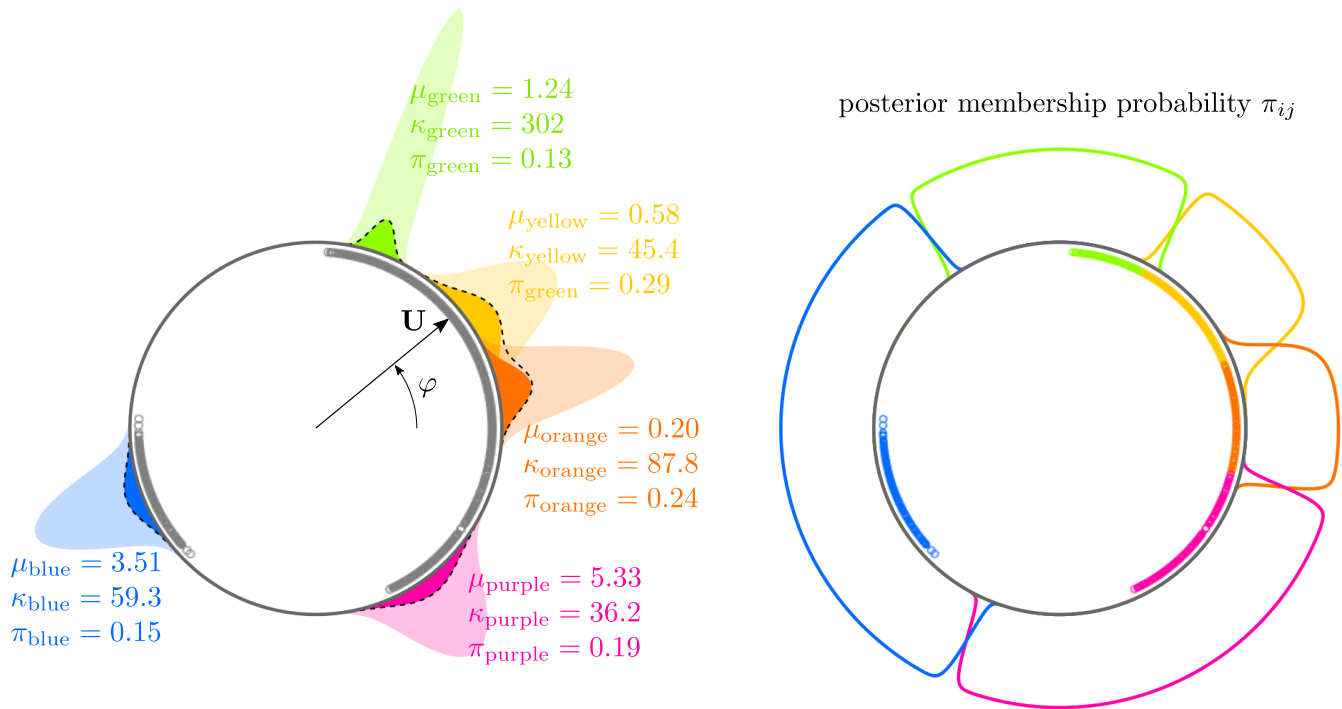 μ_green = 1.24
κ_green = 302
π_green = 0.13
μ_yellow = 0.58
κ_yellow = 45.4
π_green = 0.29
U
φ
μ_orange = 0.20
κ_orange = 87.8
π_orange = 0.24
μ_blue = 3.51
κ_blue = 59.3
π_blue = 0.15
μ_purple = 5.33
κ_purple = 36.2
π_purple = 0.19
posterior membership probability π_ij